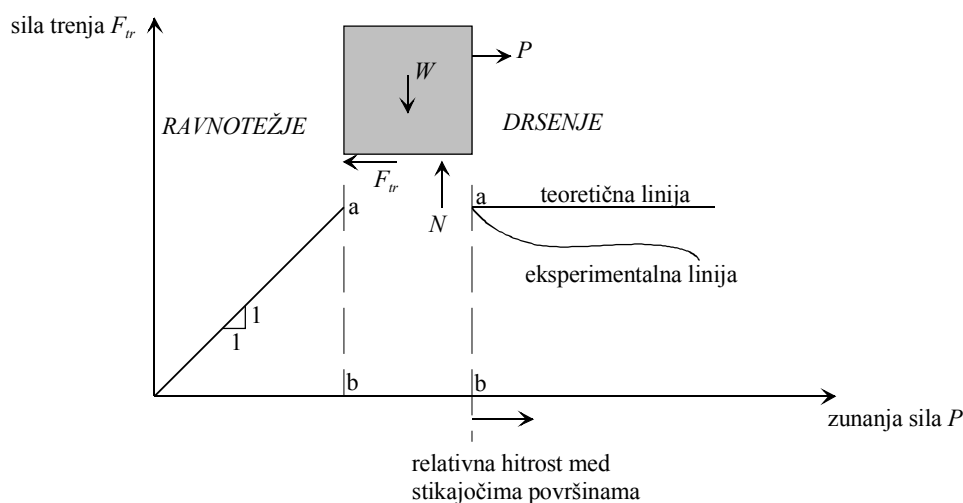 sila trenja F_tr
P
W
RAVNOTEŽJE
DRSENJE
F_tr
a
N
a
teoretična linija
eksperimentalna linija
1
1
b
b
zunanja sila P
relativna hitrost med
stikajočima površinama